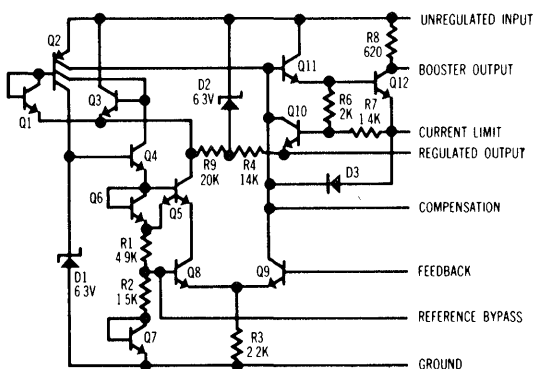 UNREGULATED INPUT
R8
620
Q2
Q11
BOOSTER OUTPUT
Q12
D2
6.3V
Q3
Q10
R6
2K
R7
1.4K
Q1
CURRENT LIMIT
REGULATED OUTPUT
Q4
R9
20K
R4
14K
D3
Q6
Q5
COMPENSATION
R1
4.9K
Q8
Q9
FEEDBACK
D1
6.3V
R2
1.5K
REFERENCE BYPASS
Q7
R3
2.2K
GROUND